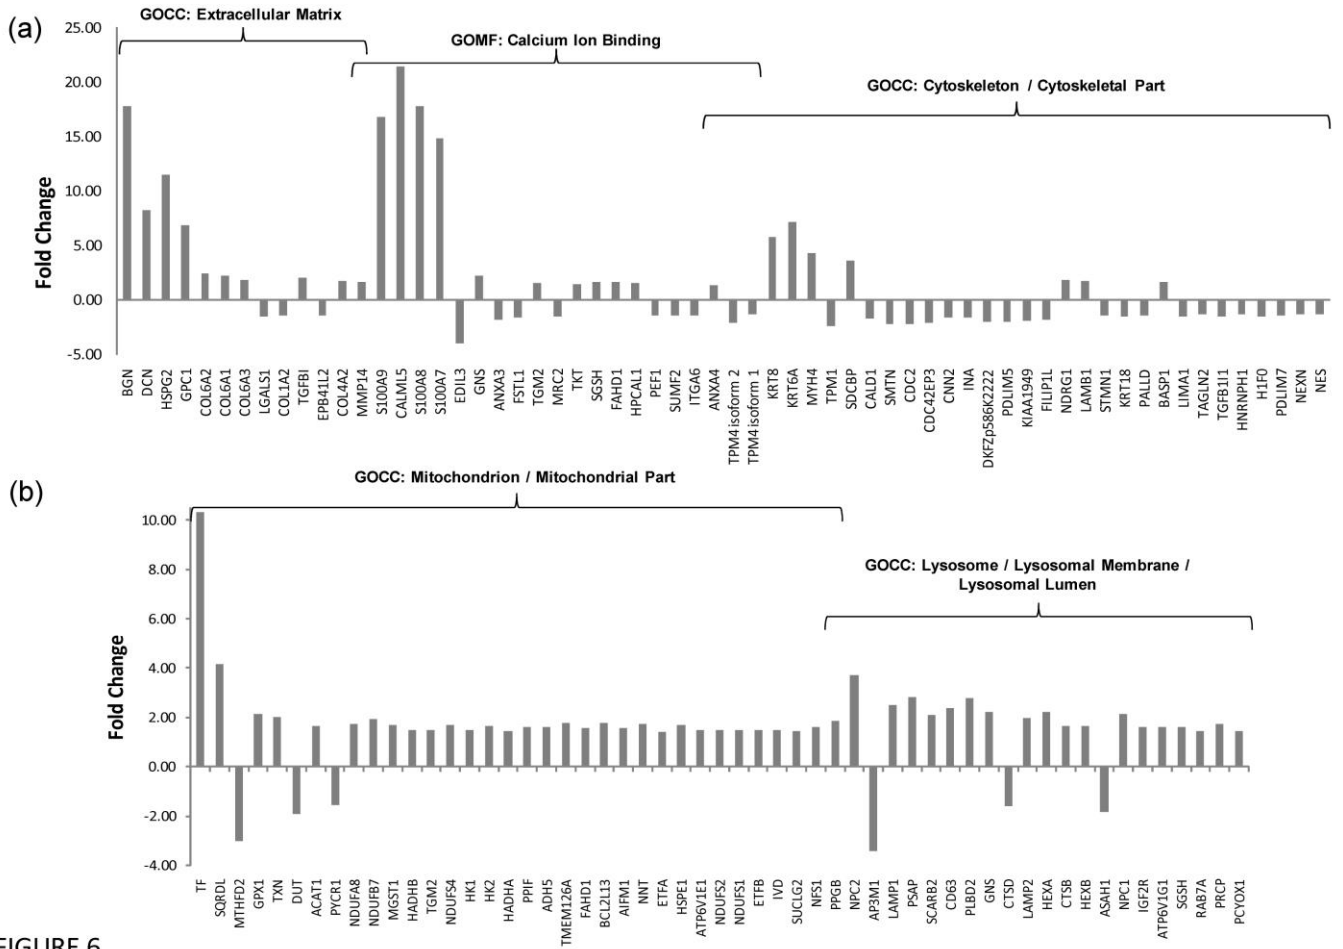 (a)
GOCC: Extracellular Matrix
GOMF: Calcium Ion Binding
GOCC: Cytoskeleton / Cytoskeletal Part
Fold Change
25.00
20.00
15.00
10.00
5.00
0.00
-5.00
BGN
DCN
HSPG2
GPC1
COL6A2
COL6A1
COL6A3
LGALS1
COL1A2
TGFBI
EPB41L2
COL4A2
MMP14
S100A9
CALML5
S100A8
S100A7
EDIL3
GNS
ANXA3
FSTL1
TGM2
MRC2
TKT
SGSH
FAHD1
HPCAL1
PEF1
SUMF2
ITGA6
ANXA4
TPM4 isoform 2
TPM4 isoform 1
KRT8
KRT6A
MYH4
TPM1
SDCBP
CALD1
SMTN
CDC2
CDC42EP3
CNN2
INA
DKFZp586K2222
PDLIM5
KIAA1949
FILIP1L
NDRG1
LAMB1
STMN1
KRT18
PALLD
BASP1
LIMA1
TAGLN2
TGFB1I1
HNRNPH1
H1F0
PDLIM7
NEXN
NES
(b)
GOCC: Mitochondrion / Mitochondrial Part
GOCC: Lysosome / Lysosomal Membrane /
Lysosomal Lumen
Fold Change
10.00
8.00
6.00
4.00
2.00
0.00
-2.00
-4.00
TF
SQRDL
MTHFD2
GPX1
TXN
DUT
ACAT1
PYCR1
NDUFA8
NDUFB7
MGST1
HADHB
TGM2
NDUFS4
HK1
HK2
HADHA
PPIF
ADH5
TMEM126A
FAHD1
BCL2L13
AIFM1
NNT
ETFA
HSPE1
ATP6V1E1
NDUFS2
NDUFS1
ETFB
IVD
SUCLG2
NFS1
PPGB
NPC2
AP3M1
LAMP1
PSAP
SCARB2
CD63
PLBD2
GNS
CTSD
LAMP2
HEXA
CTSB
HEXB
ASAH1
NPC1
IGF2R
ATP6V1G1
SGSH
RAB7A
PRCP
PCYOX1
FIGURE 6